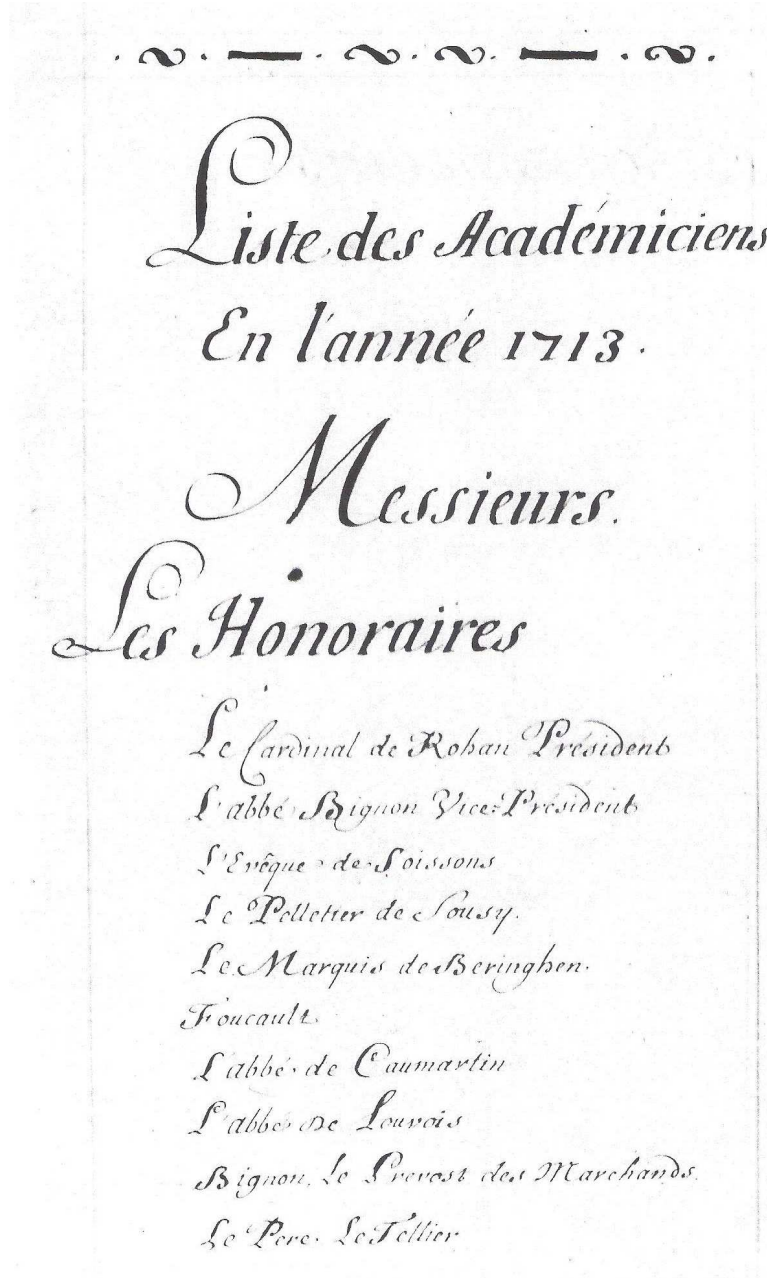 Liste des Académiciens
En l'année 1713.
Messieurs.
Les Honoraires
Le Cardinal de Rohan Président
L'abbé Bignon Vice-Président
L'Evêque de Soissons
Le Pelletier de Sousy.
Le Marquis de Beringhen.
Foucault.
L'abbé de Caumartin
L'abbé De Louvois
Bignon, Le Prevost des Marchands.
Le Pere Le Tellier